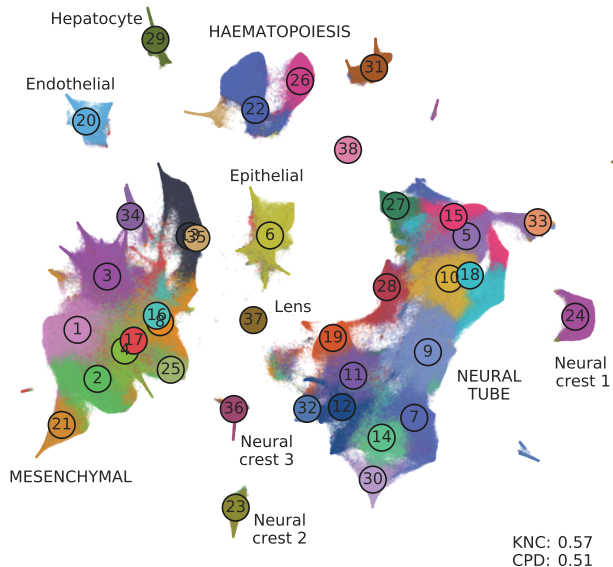 Hepatocyte
29
HAEMATOPOIESIS
31
26
Endothelial
20
22
38
Epithelial
34
27
15
33
5
6
3
35
10
18
28
24
16
8
37
Lens
1
17
4
19
9
Neural
crest 1
2
25
11
NEURAL
TUBE
21
36
32
12
7
14
Neural
crest 3
MESENCHYMAL
30
23
Neural
crest 2
KNC: 0.57
CPD: 0.51